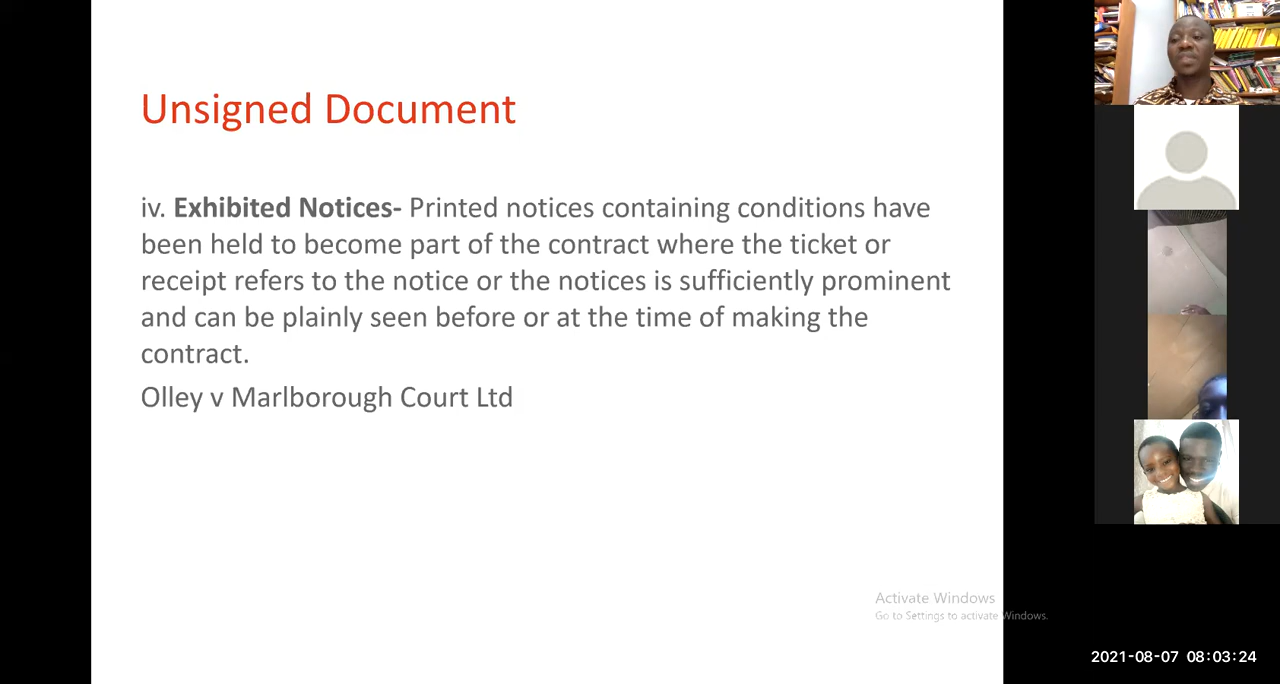 Unsigned Document
iv. Exhibited Notices- Printed notices containing conditions have
been held to become part of the contract where the ticket or
receipt refers to the notice or the notices is sufficiently prominent
and can be plainly seen before or at the time of making the
contract.
Olley v Marlborough Court Ltd
Activate Windows
Go to Settings to activate Windows.
2021-08-07 08:03:24